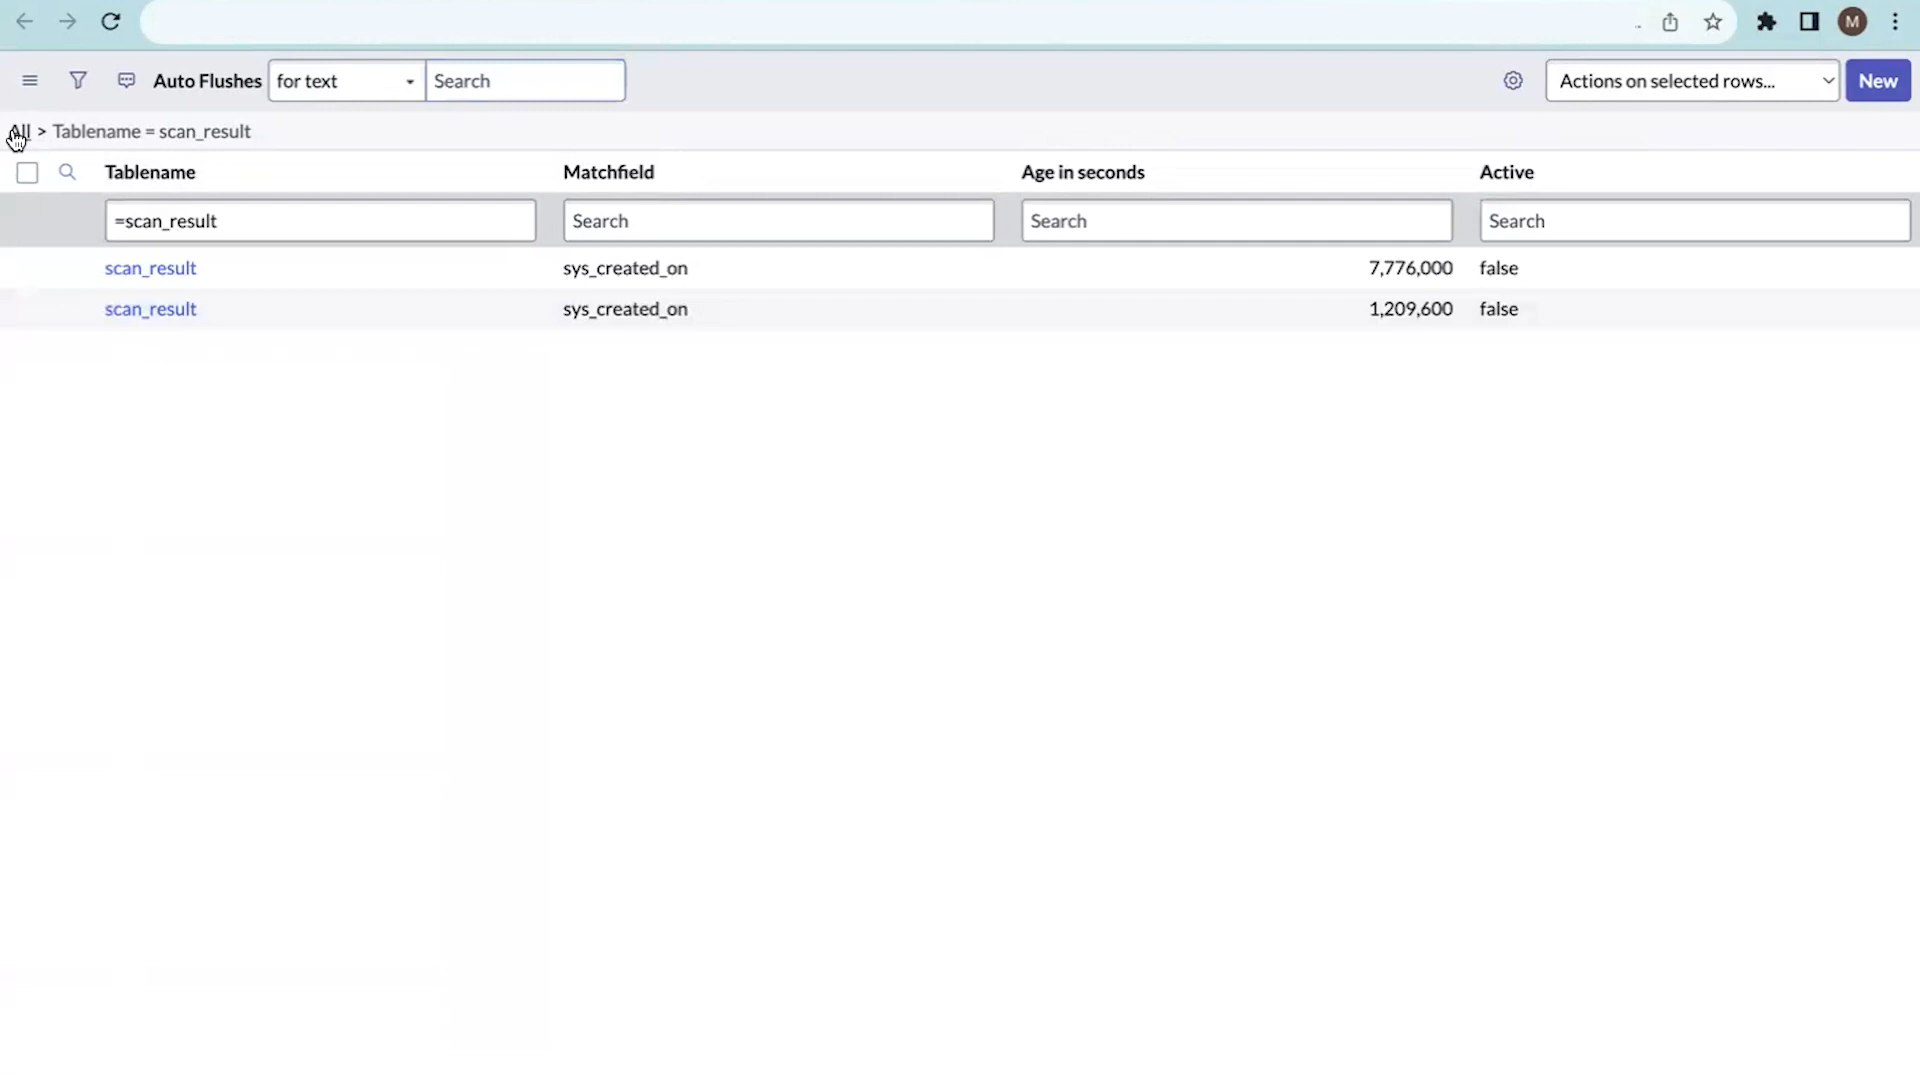 M
Auto Flushes for text Search Actions on selected rows... New
All > Tablename = scan_result
Tablename Matchfield Age in seconds Active
=scan_result Search Search Search
scan_result sys_created_on 7,776,000 false
scan_result sys_created_on 1,209,600 false